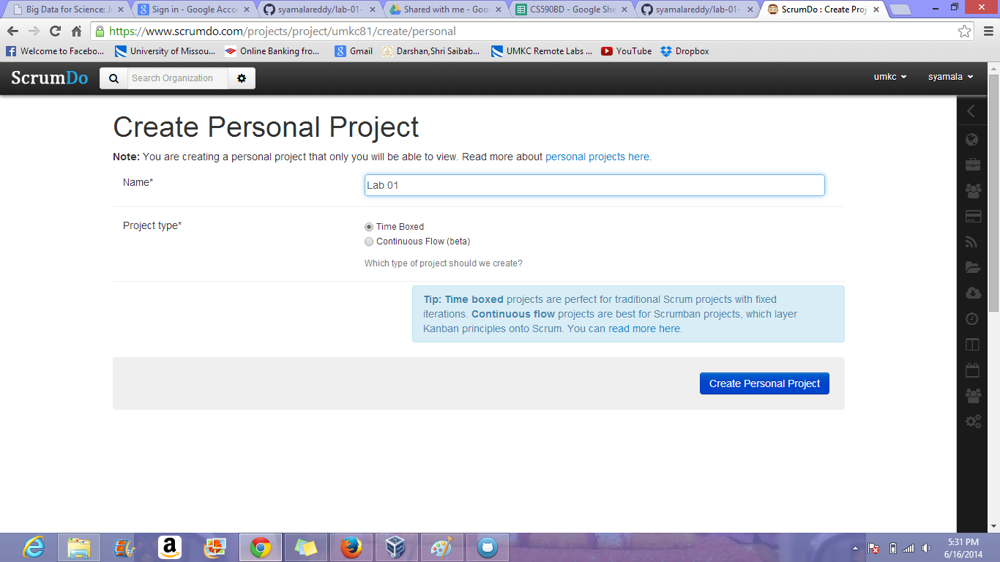 Big Data for Science: Ju
Sign in - Google Accou
syamalareddy/lab-01-
Shared with me - Goog
CS590BD - Google She
syamalareddy/lab-01-
ScrumDo : Create Proj
https://www.scrumdo.com/projects/project/umkc81/create/personal
Welcome to Facebo...
University of Missou...
Online Banking fro...
Gmail
Darshan,Shri Saibab...
UMKC Remote Labs ...
YouTube
Dropbox
ScrumDo
Search Organization
umkc
syamala
Create Personal Project
Note: You are creating a personal project that only you will be able to view. Read more about personal projects here.
Name*
Lab 01
Project type*
Time Boxed
Continuous Flow (beta)
Which type of project should we create?
Tip: Time boxed projects are perfect for traditional Scrum projects with fixed
iterations. Continuous flow projects are best for Scrumban projects, which layer
Kanban principles onto Scrum. You can read more here.
Create Personal Project
5:31 PM
6/16/2014